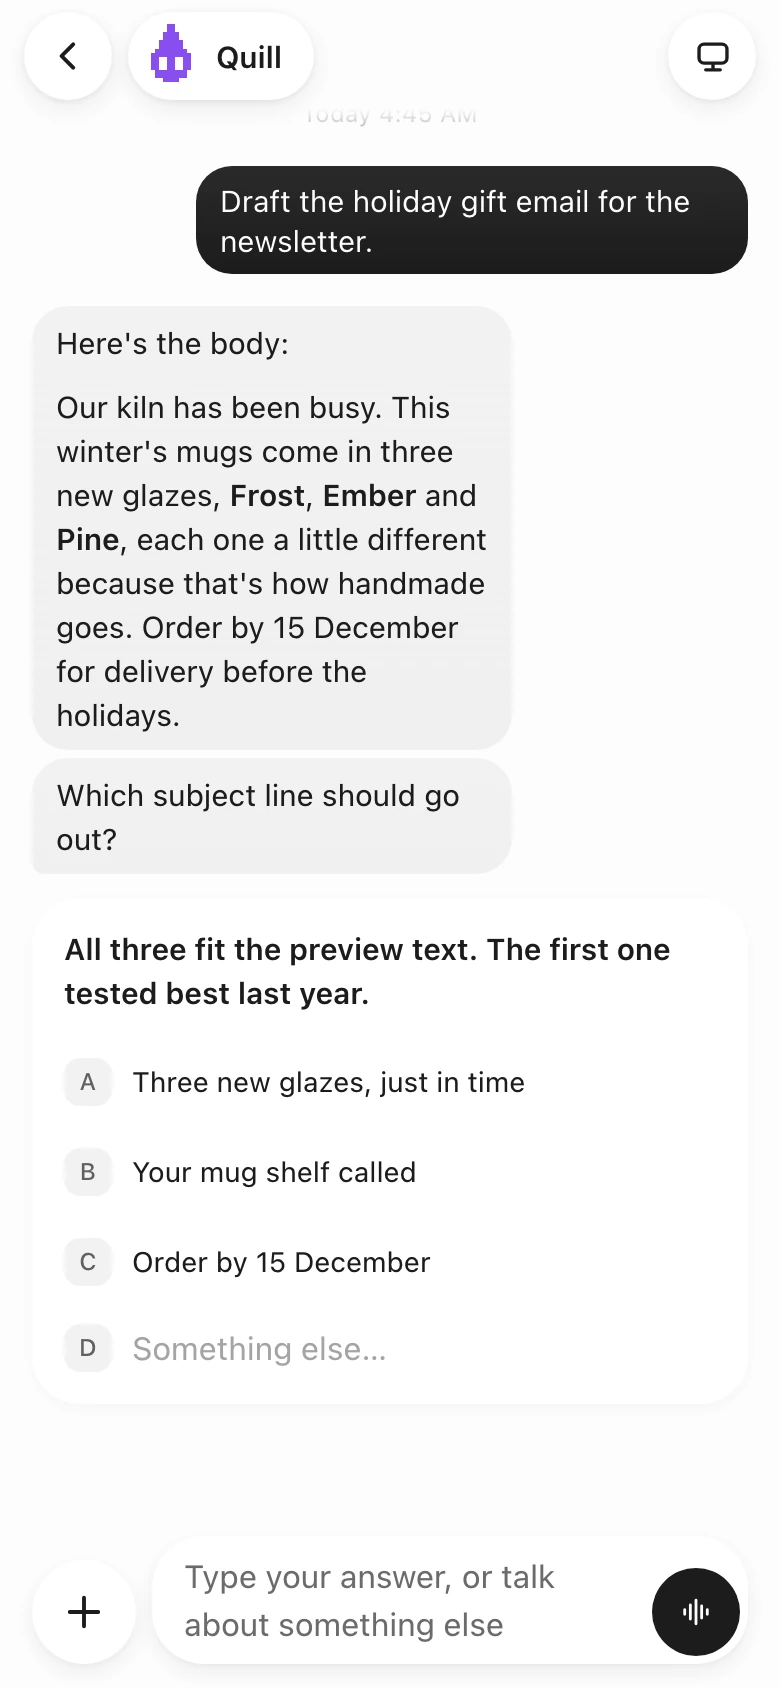 Quill
Today 4:45 AM
Draft the holiday gift email for the
newsletter.
Here's the body:
Our kiln has been busy. This
winter's mugs come in three
new glazes, Frost, Ember and
Pine, each one a little different
because that's how handmade
goes. Order by 15 December
for delivery before the
holidays.
Which subject line should go
out?
All three fit the preview text. The first one
tested best last year.
A Three new glazes, just in time
B Your mug shelf called
C Order by 15 December
D Something else...
Type your answer, or talk
about something else